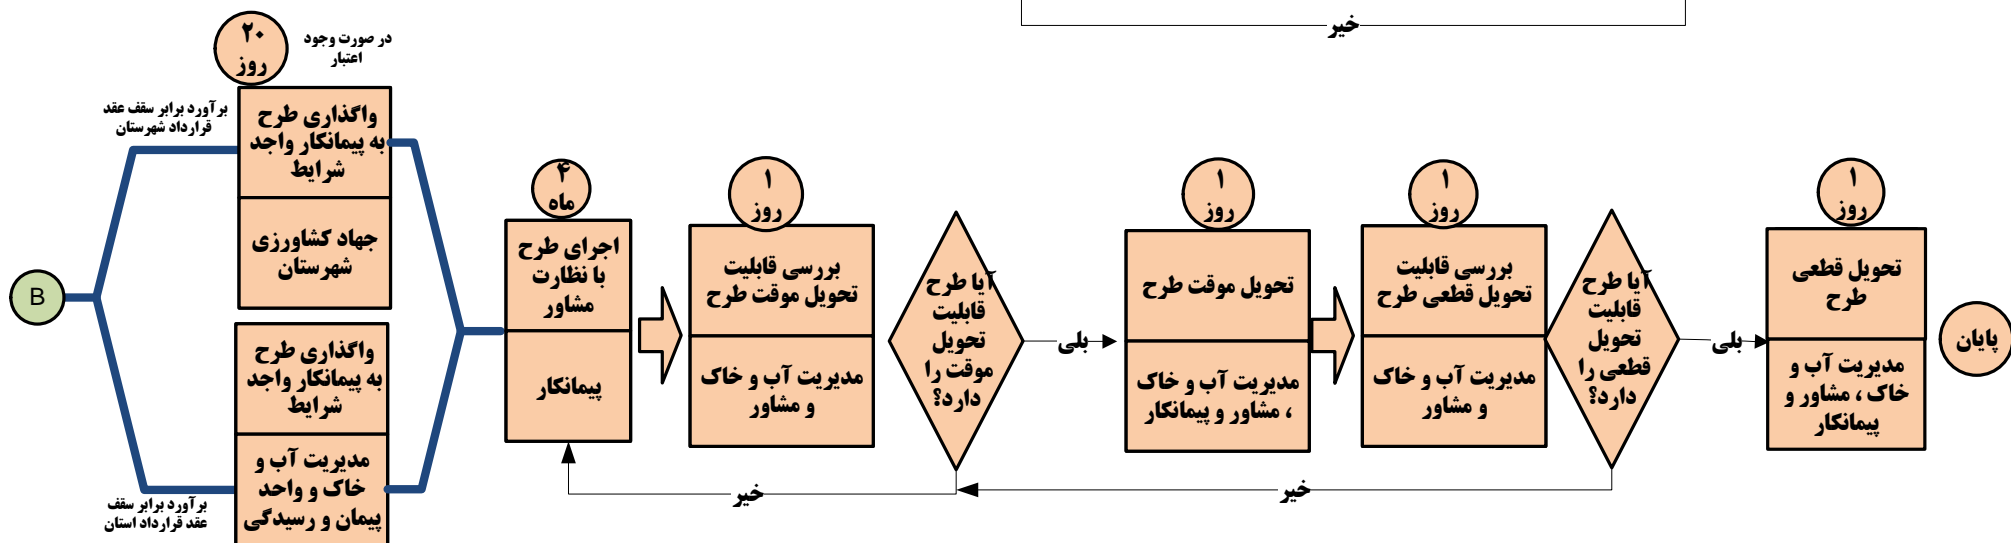 خیر
B
۲۰
روز
در صورت وجود
اعتبار
برآورد برابر سقف عقد
قرارداد شهرستان
واگذاری طرح
به پیمانکار واجد
شرایط
جهاد کشاورزی
شهرستان
واگذاری طرح
به پیمانکار واجد
شرایط
مدیریت آب و
خاک و واحد
پیمان و رسیدگی
برآورد برابر سقف
عقد قرارداد استان
۴
ماه
اجرای طرح
با نظارت
مشاور
پیمانکار
۱
روز
بررسی قابلیت
تحویل موقت طرح
مدیریت آب و خاک
و مشاور
آیا طرح
قابلیت
تحویل
موقت را
دارد؟
بلی
خیر
۱
روز
تحویل موقت طرح
مدیریت آب و خاک
، مشاور و پیمانکار
۱
روز
بررسی قابلیت
تحویل قطعی طرح
مدیریت آب و خاک
و مشاور
آیا طرح
قابلیت
تحویل
قطعی را
دارد؟
بلی
خیر
۱
روز
تحویل قطعی
طرح
مدیریت آب و
خاک ، مشاور و
پیمانکار
پایان